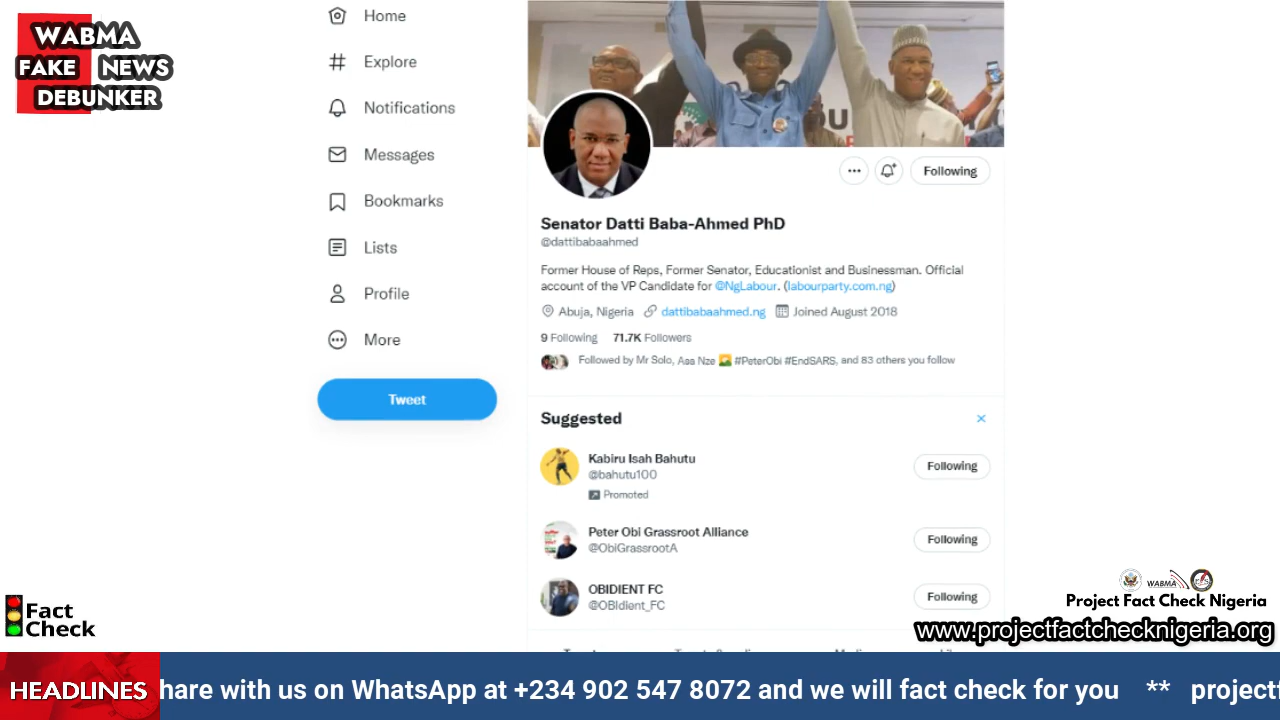 WABMA
FAKE NEWS
DEBUNKER
Home
Explore
Notifications
Messages
Bookmarks
Lists
Profile
More
Tweet
Following
Senator Datti Baba-Ahmed PhD
@dattibabaahmed
Former House of Reps, Former Senator, Educationist and Businessman. Official
account of the VP Candidate for @NgLabour. (labourparty.com.ng)
Abuja, Nigeria dattibabaahmed.ng Joined August 2018
9 Following 71.7K Followers
Followed by Mr Solo, Aaa Nze #PeterObi #EndSARS, and 83 others you follow
Suggested
Kabiru Isah Bahutu
@bahutu100
Promoted
Following
Peter Obi Grassroot Alliance
@ObiGrassrootA
Following
OBIDIENT FC
@OBIdient_FC
Following
Fact
Check
WABMA
Project Fact Check Nigeria
www.projectfactchecknigeria.org
HEADLINES
hare with us on WhatsApp at +234 902 547 8072 and we will fact check for you ** projectf